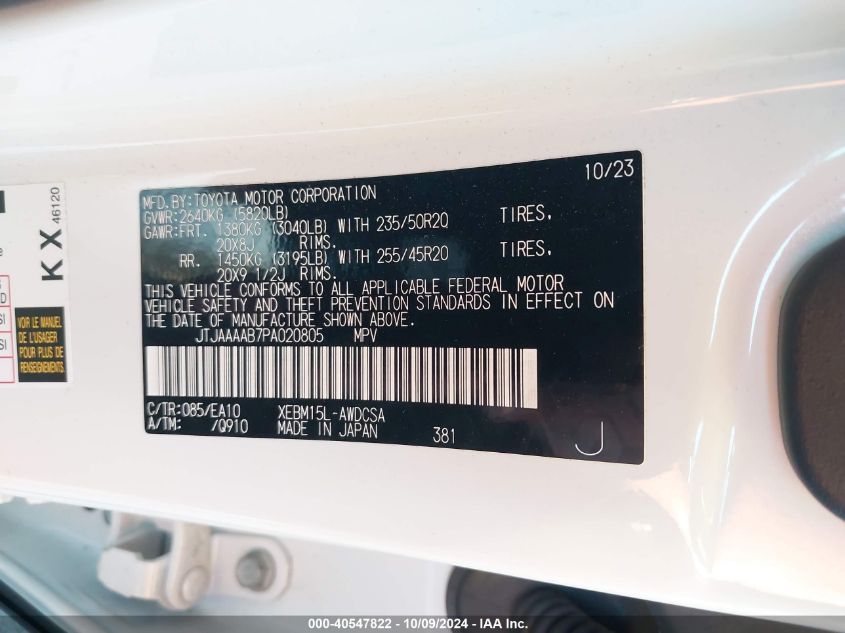 10/23
MFD.BY:TOYOTA MOTOR CORPORATION
GVWR:2640KG (5820LB)
GAWR:FRT. 1380KG (3040LB) WITH 235/50R20 TIRES,
20X8J RIMS.
RR. 1450KG (3195LB) WITH 255/45R20 TIRES,
20X9 1/2J RIMS.
THIS VEHICLE CONFORMS TO ALL APPLICABLE FEDERAL MOTOR
VEHICLE SAFETY AND THEFT PREVENTION STANDARDS IN EFFECT ON
THE DATE OF MANUFACTURE SHOWN ABOVE.
JTJAAAAB7PA020805 MPV
C/TR:085/EA10 XEBM15L-AWDCSA
A/TM: /Q910 MADE IN JAPAN 381 J
KX 46120
VOIR LE MANUEL
DE L'USAGER
POUR PLUS DE
RENSEIGNEMENTS
000-40547822 - 10/09/2024 - IAA Inc.